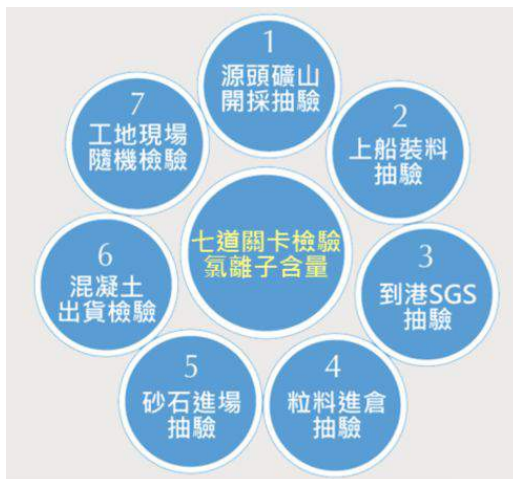 七道關卡檢驗
氯離子含量
1
源頭礦山
開採抽驗
2
上船裝料
抽驗
3
到港SGS
抽驗
4
粒料進倉
抽驗
5
砂石進場
抽驗
6
混凝土
出貨檢驗
7
工地現場
隨機檢驗